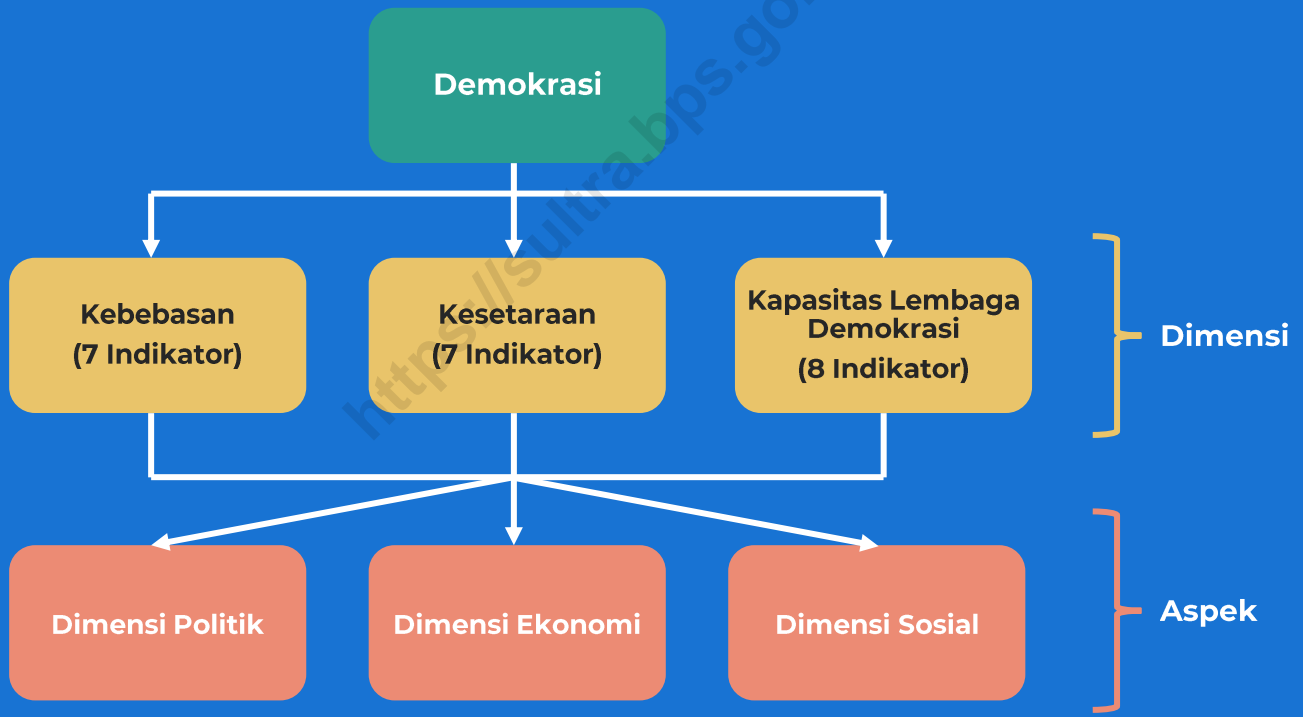 Demokrasi
Kebebasan
(7 Indikator)
Kesetaraan
(7 Indikator)
Kapasitas Lembaga
Demokrasi
(8 Indikator)
Dimensi
Dimensi Politik
Dimensi Ekonomi
Dimensi Sosial
Aspek
https://sultra.bps.go